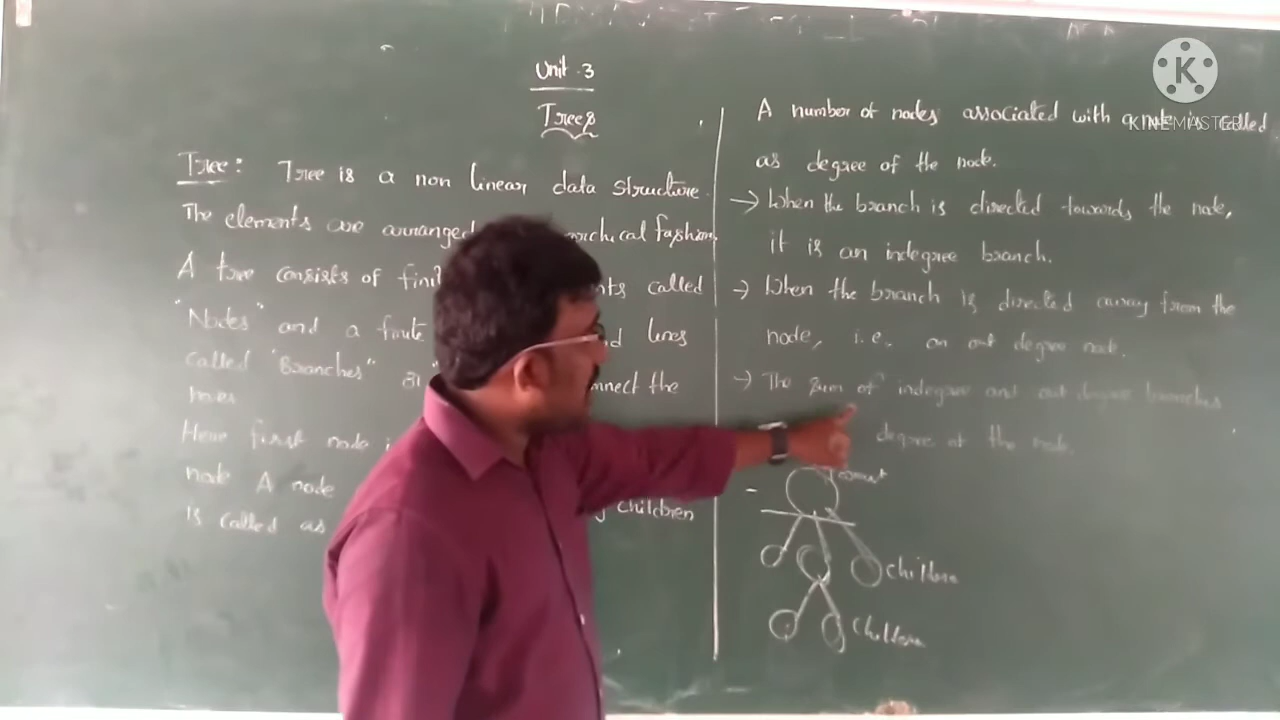 Unit - 3
Trees
Tree: Tree is a non linear data structure.
The elements are arranged fashion.
A tree consists of called
"Nodes" and a finite lines
called "Branches" connect the
Here first node
node A node
is called as children
A number of nodes associated with a node is called
as degree of the node.
→ When the branch is directed towards the node,
it is an indegree branch.
→ When the branch is directed away from the
node, i.e. an out degree node.
→ The sum of indegree and out degree branches
degree of the node.
children
children
K
KINEMASTER